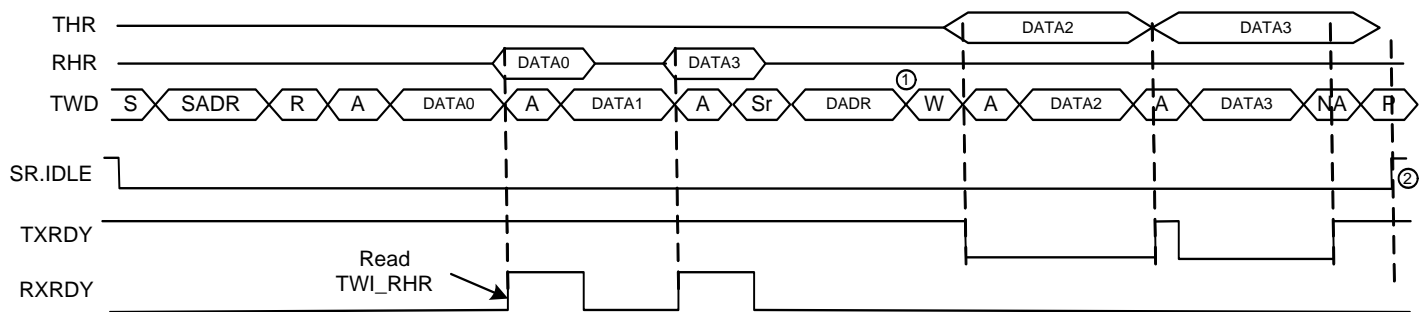 THR DATA2 DATA3
RHR DATA0 DATA3
①
TWD S SADR R A DATA0 A DATA1 A Sr DADR W A DATA2 A DATA3 NA P
SR.IDLE ②
TXRDY
Read
TWI_RHR
RXRDY